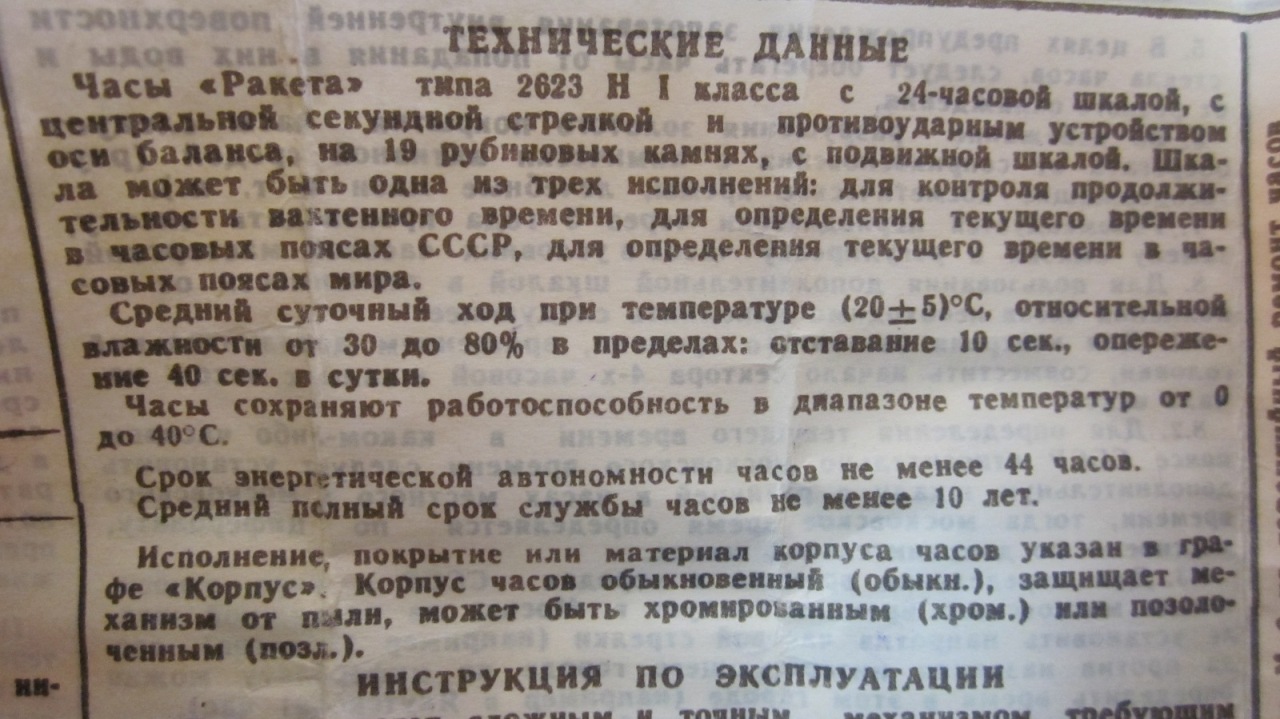 ТЕХНИЧЕСКИЕ ДАННЫЕ
Часы «Ракета» типа 2623 Н I класса с 24-часовой шкалой, с
центральной секундной стрелкой и противоударным устройством
оси баланса, на 19 рубиновых камнях, с подвижной шкалой. Шка-
ла может быть одна из трех исполнений: для контроля продолжи-
тельности вахтенного времени, для определения текущего времени
в часовых поясах СССР, для определения текущего времени в ча-
совых поясах мира.
Средний суточный ход при температуре (20±5)°С, относительной
влажности от 30 до 80% в пределах: отставание 10 сек., опереже-
ние 40 сек. в сутки.
Часы сохраняют работоспособность в диапазоне температур от 0
до 40°С.
Срок энергетической автономности часов не менее 44 часов.
Средний полный срок службы часов не менее 10 лет.
Исполнение, покрытие или материал корпуса часов указан в гра-
фе «Корпус». Корпус часов обыкновенный (обыкн.), защищает ме-
ханизм от пыли, может быть хромированным (хром.) или позоло-
ченным (позл.).
ни-
ИНСТРУКЦИЯ ПО ЭКСПЛУАТАЦИИ
сложным и точным механизмом требующим